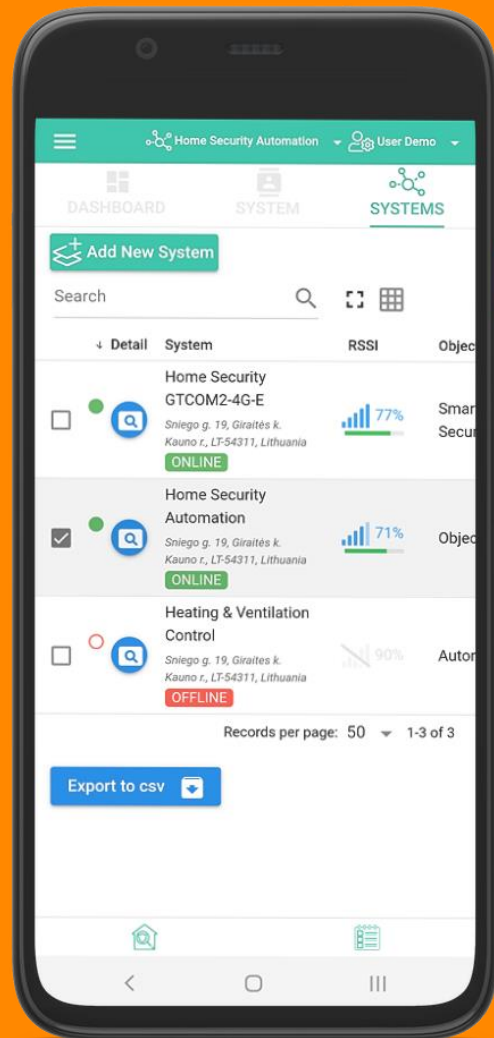 Home Security Automation User Demo
DASHBOARD SYSTEM SYSTEMS
Add New System
Search
↓ Detail System RSSI Objec
Home Security
GTCOM2-4G-E
Sniego g. 19, Giraitės k.
Kauno r., LT-54311, Lithuania
ONLINE
77%
Smar
Secur
Home Security
Automation
Sniego g. 19, Giraitės k.
Kauno r., LT-54311, Lithuania
ONLINE
71%
Objec
Heating & Ventilation
Control
Sniego g. 19, Giraites k.
Kauno r., LT-54311, Lithuania
OFFLINE
90%
Autor
Records per page: 50 1-3 of 3
Export to csv